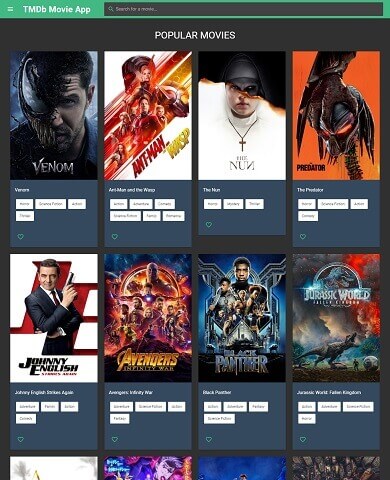 TMDb Movie App
Search for a movie...
POPULAR MOVIES
VENOM
ANT-MAN AND THE WASP
THE NUN
PREDATOR
Venom
Ant-Man and the Wasp
The Nun
The Predator
Horror Science Fiction Action
Thriller
Action Adventure Comedy
Science Fiction Family Romance
Horror Mystery Thriller
Horror Science Fiction Action
Comedy
JOHNNY ENGLISH
STRIKES AGAIN
AVENGERS
INFINITY WAR
BLACK PANTHER
JURASSIC WORLD
FALLEN KINGDOM
Johnny English Strikes Again
Avengers: Infinity War
Black Panther
Jurassic World: Fallen Kingdom
Adventure Family Action
Comedy
Adventure Science Fiction Action
Fantasy
Action Adventure Fantasy
Science Fiction
Action Adventure Science Fiction